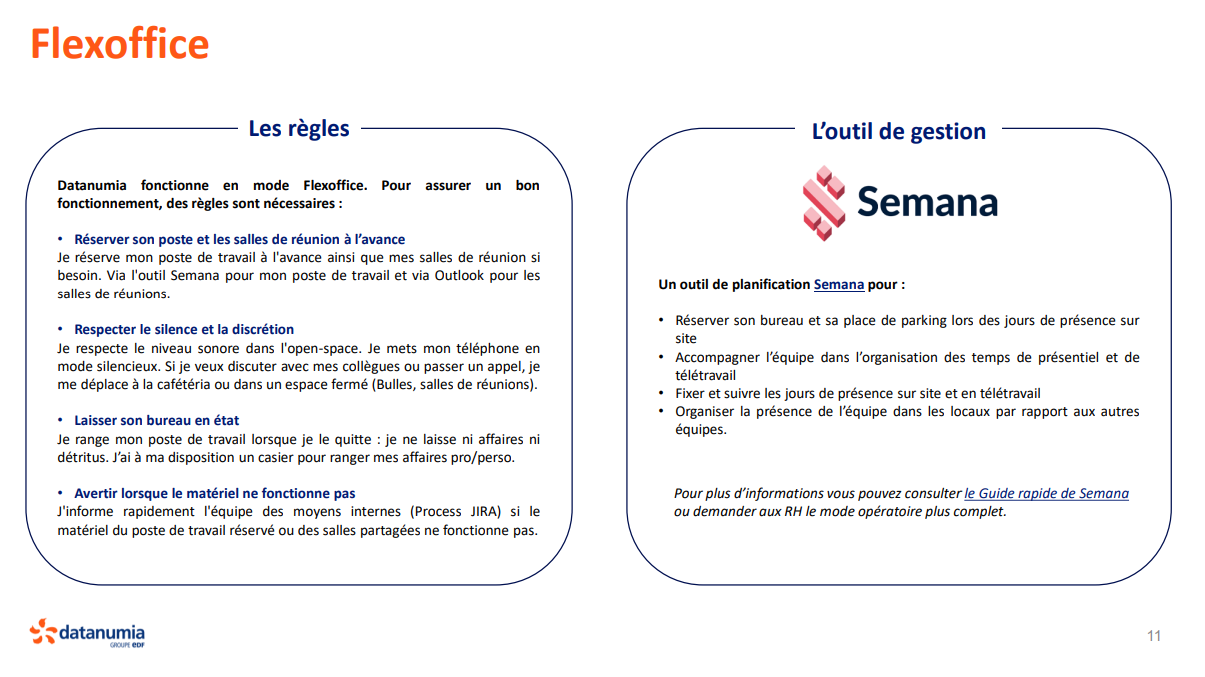 Flexoffice
Les règles
Datanumia fonctionne en mode Flexoffice. Pour assurer un bon
fonctionnement, des règles sont nécessaires :
• Réserver son poste et les salles de réunion à l’avance
Je réserve mon poste de travail à l'avance ainsi que mes salles de réunion si
besoin. Via l'outil Semana pour mon poste de travail et via Outlook pour les
salles de réunions.
• Respecter le silence et la discrétion
Je respecte le niveau sonore dans l'open-space. Je mets mon téléphone en
mode silencieux. Si je veux discuter avec mes collègues ou passer un appel, je
me déplace à la cafétéria ou dans un espace fermé (Bulles, salles de réunions).
• Laisser son bureau en état
Je range mon poste de travail lorsque je le quitte : je ne laisse ni affaires ni
détritus. J’ai à ma disposition un casier pour ranger mes affaires pro/perso.
• Avertir lorsque le matériel ne fonctionne pas
J'informe rapidement l'équipe des moyens internes (Process JIRA) si le
matériel du poste de travail réservé ou des salles partagées ne fonctionne pas.
L’outil de gestion
Semana
Un outil de planification Semana pour :
• Réserver son bureau et sa place de parking lors des jours de présence sur
site
• Accompagner l’équipe dans l’organisation des temps de présentiel et de
télétravail
• Fixer et suivre les jours de présence sur site et en télétravail
• Organiser la présence de l’équipe dans les locaux par rapport aux autres
équipes.
Pour plus d’informations vous pouvez consulter le Guide rapide de Semana
ou demander aux RH le mode opératoire plus complet.
datanumia
GROUPE EDF
11